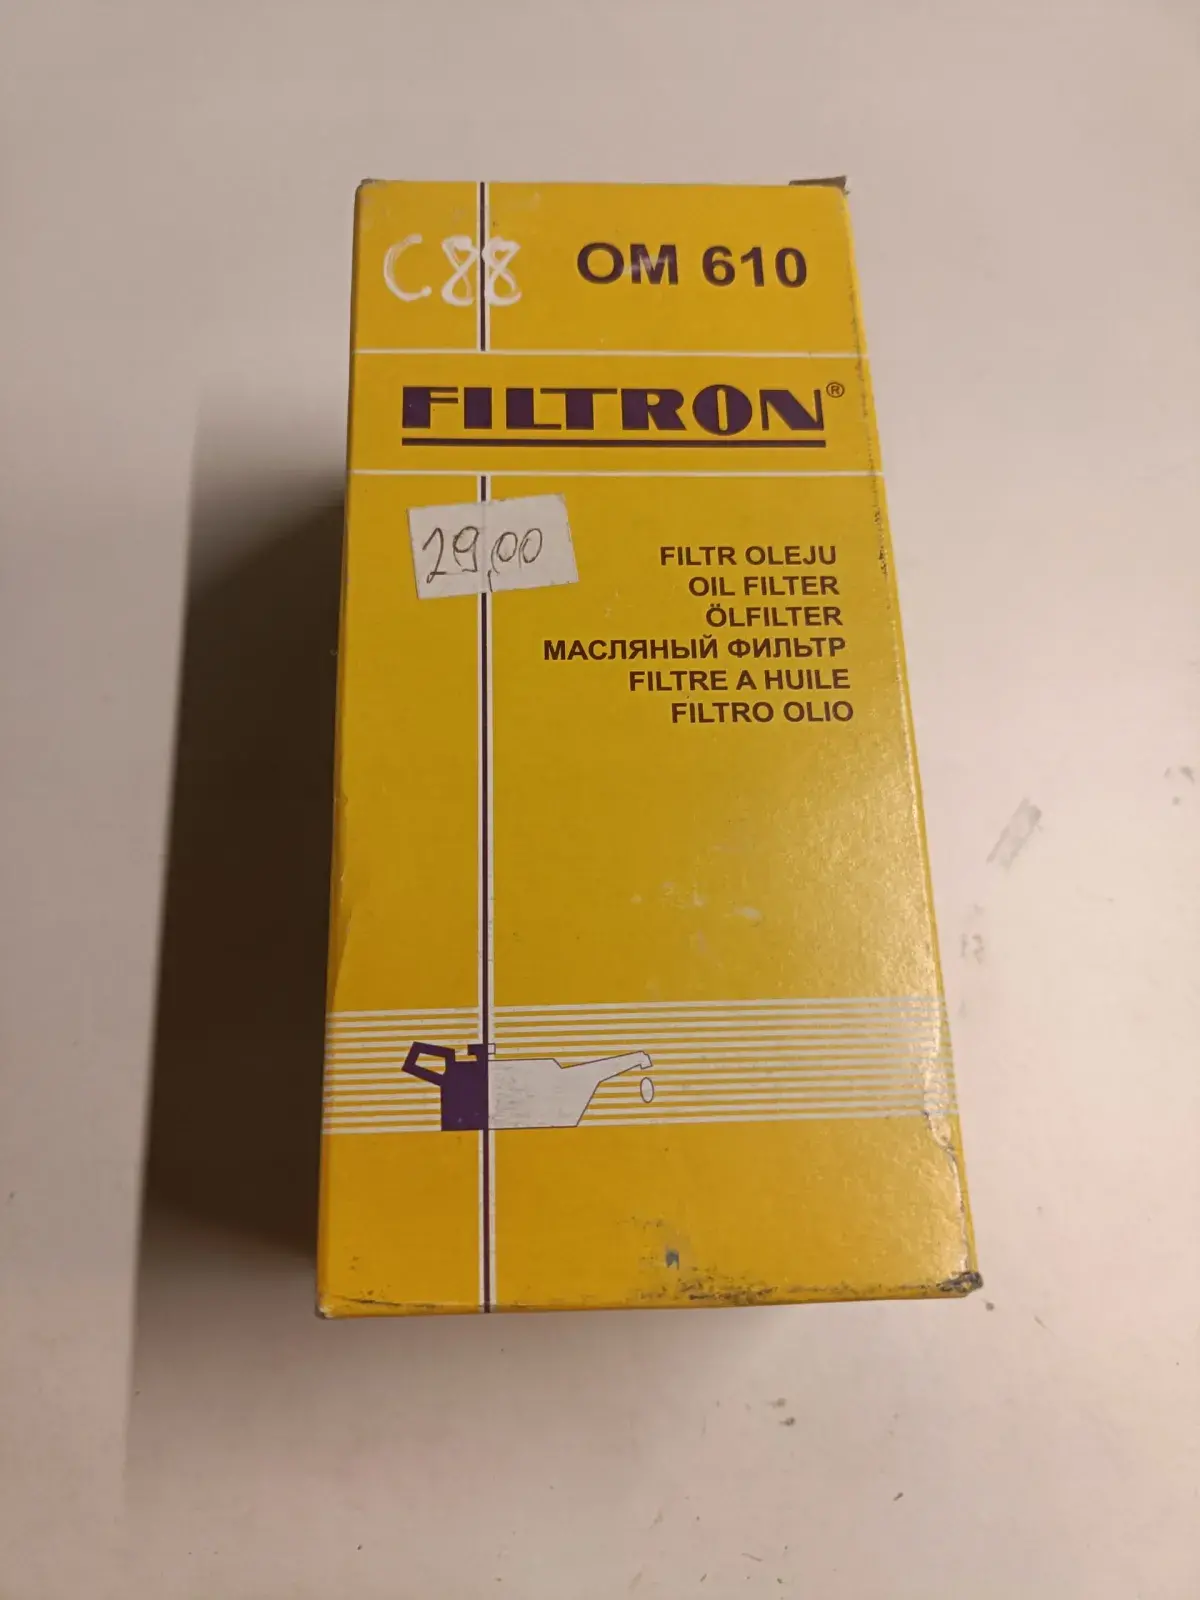 C88 OM 610
FILTRON®
29,00
FILTR OLEJU
OIL FILTER
ÖLFILTER
МАСЛЯНЫЙ ФИЛЬТР
FILTRE A HUILE
FILTRO OLIO